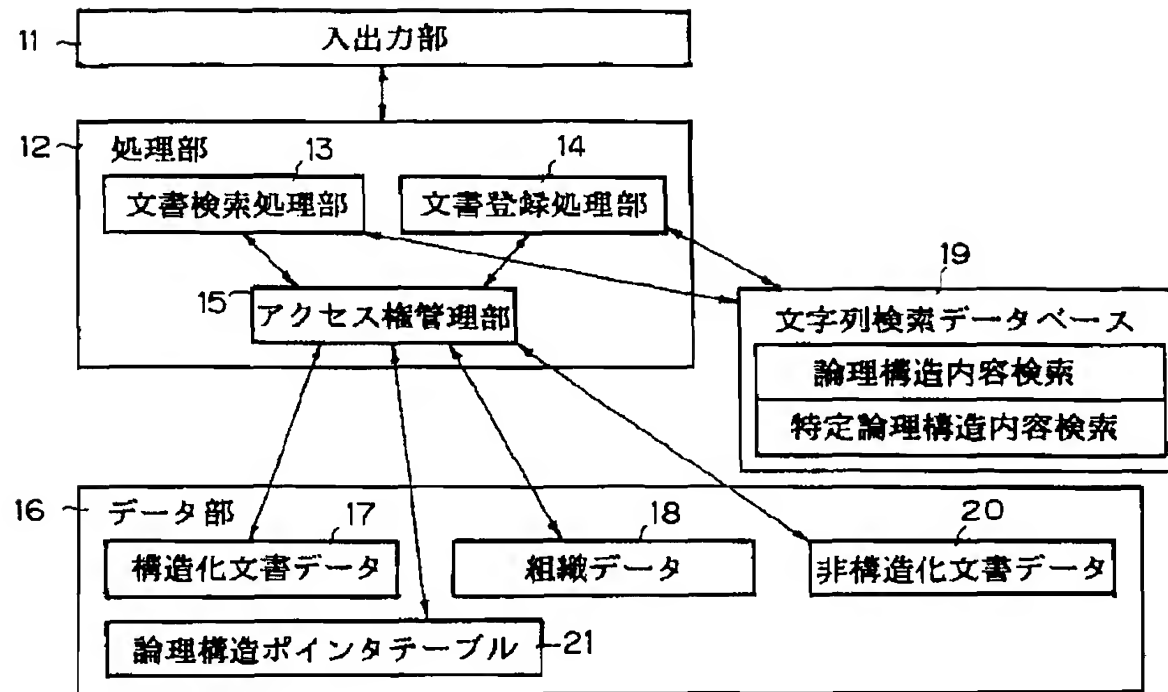 11 入出力部
12 処理部
13 14
文書検索処理部 文書登録処理部
15 アクセス権管理部
19
文字列検索データベース
論理構造内容検索
特定論理構造内容検索
16 データ部
17 18 20
構造化文書データ 組織データ 非構造化文書データ
論理構造ポインタテーブル 21